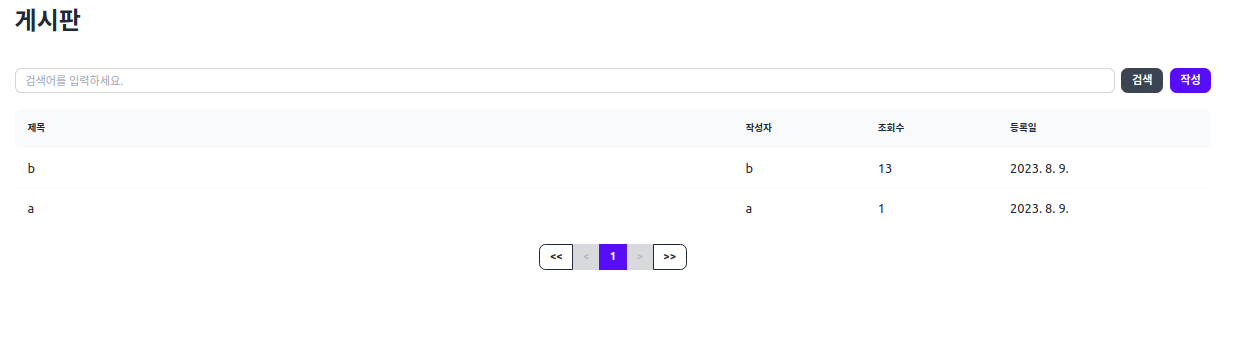 게시판
검색어를 입력하세요. 검색 작성
제목 작성자 조회수 등록일
b b 13 2023. 8. 9.
a a 1 2023. 8. 9.
<< < 1 > >>